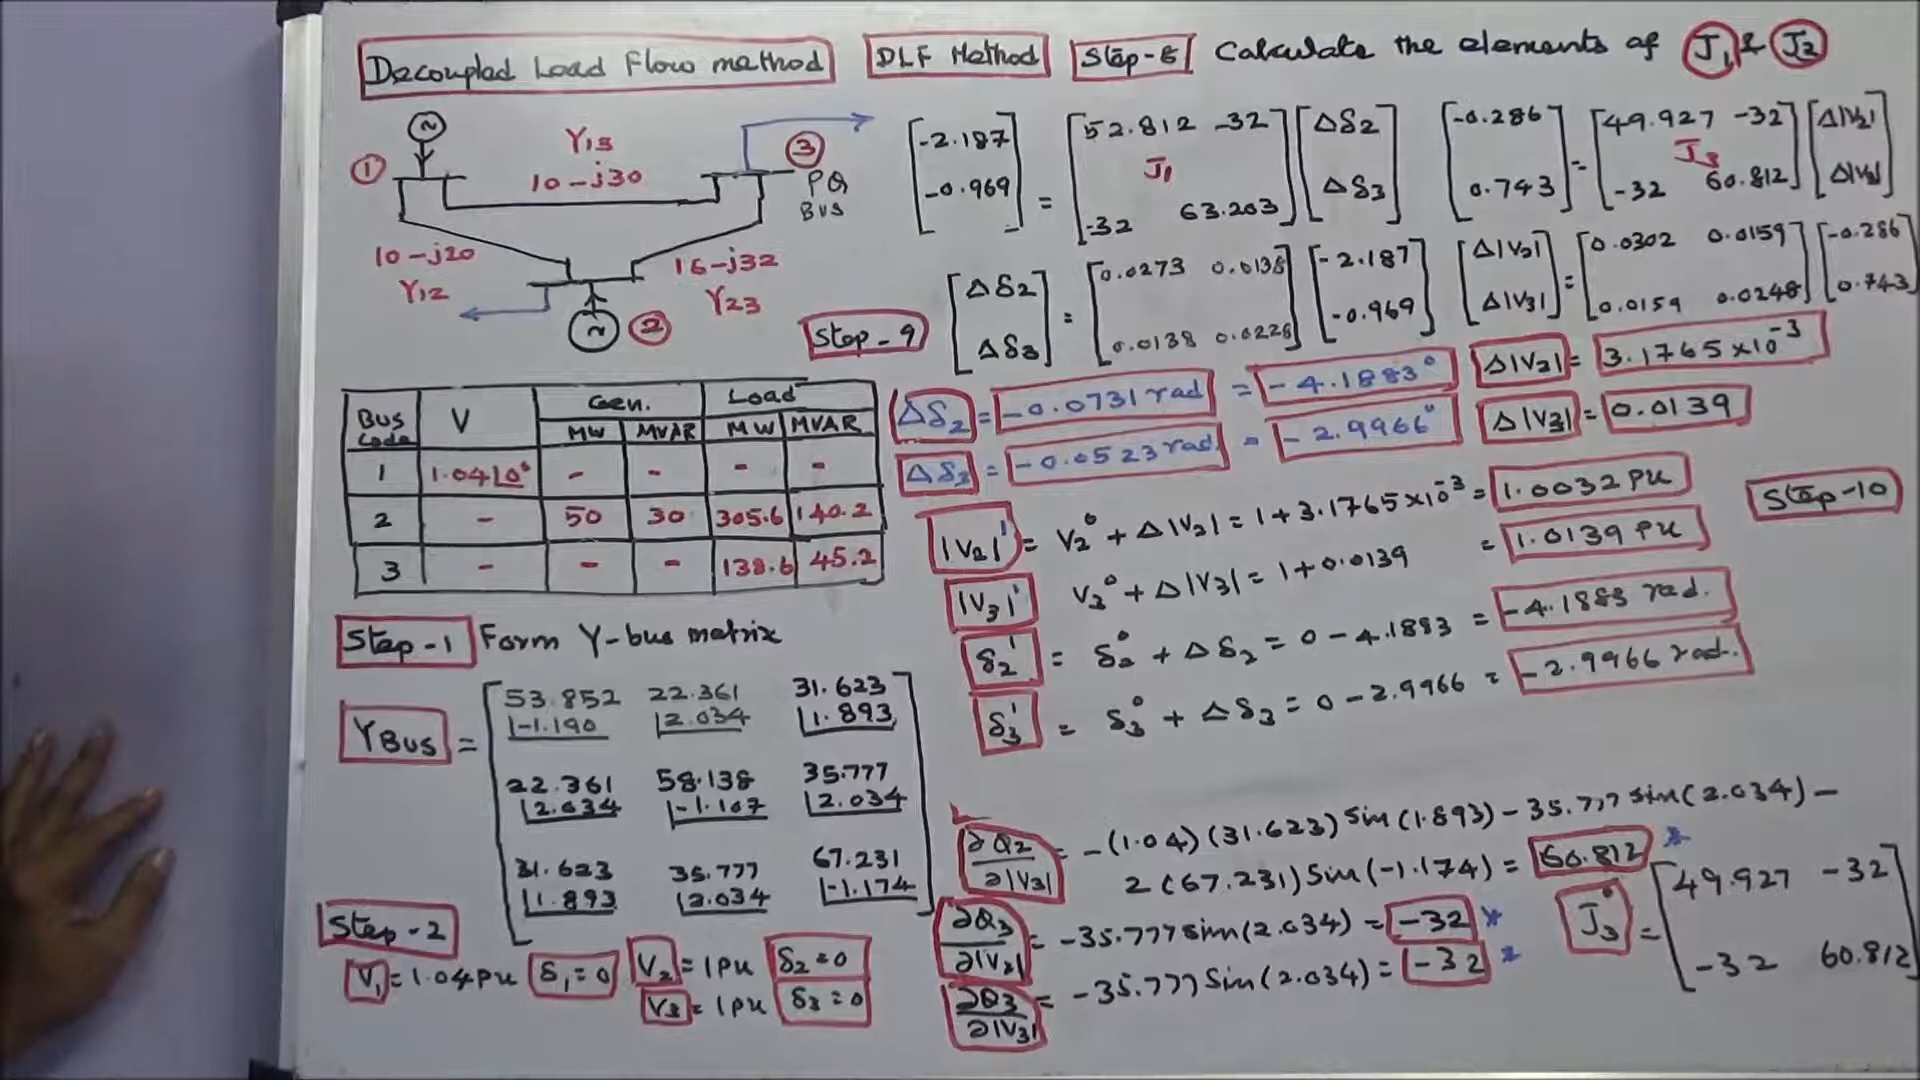 Decoupled Load Flow method DLF Method Step-8 Calculate the elements of J1 & J3
~
① Y13 ③
10-j30 PQ
BUS
10-j20 16-j32
Y12 Y23
~ ②
[-2.187 -0.969] = [52.812 -32 -32 63.203] J1 [Δδ2 Δδ3]
[-0.286 0.743] = [49.927 -32 -32 60.812] J3 [Δ|V2| Δ|V3|]
Step-9 [Δδ2 Δδ3] = [0.0273 0.0138 0.0138 0.0228] [-2.187 -0.969]
[Δ|V2| Δ|V3|] = [0.0302 0.0159 0.0159 0.0248] [-0.286 0.743]
Δδ2 = -0.0731 rad = -4.1883° Δ|V2| = 3.1765×10^-3
Δδ3 = -0.0523 rad. = -2.9966° Δ|V3| = 0.0139
Bus Code V Gen. Load
MW MVAR MW MVAR
1 1.04∠0° - - - -
2 - 50 30 305.6 140.2
3 - - - 138.6 45.2
|V2|¹ = V2⁰ + Δ|V2| = 1 + 3.1765×10^-3 = 1.0032 PU Step-10
|V3|¹ V3⁰ + Δ|V3| = 1 + 0.0139 = 1.0139 PU
δ2¹ = δ2⁰ + Δδ2 = 0 - 4.1883 = -4.1883 rad.
δ3¹ = δ3⁰ + Δδ3 = 0 - 2.9966 = -2.9966 rad.
Step-1 Form Y-bus matrix
YBUS =
53.852 ∠-1.190 22.361 ∠2.034 31.623 ∠1.893
22.361 ∠2.034 58.138 ∠-1.107 35.777 ∠2.034
31.623 ∠1.893 35.777 ∠2.034 67.231 ∠-1.174
Step-2
V1 = 1.04 PU δ1 = 0 V2 = 1 PU δ2 = 0
V3 = 1 PU δ3 = 0
∂Q2/∂|V3| = -(1.04)(31.623) sin(1.893) - 35.777 sin(2.034) -
2(67.231) Sin(-1.174) = 60.812
∂Q3/∂|V2| = -35.777 sin(2.034) = -32
∂Q3/∂|V3| = -35.777 Sin(2.034) = -32
J3⁰ = [49.927 -32 -32 60.812]